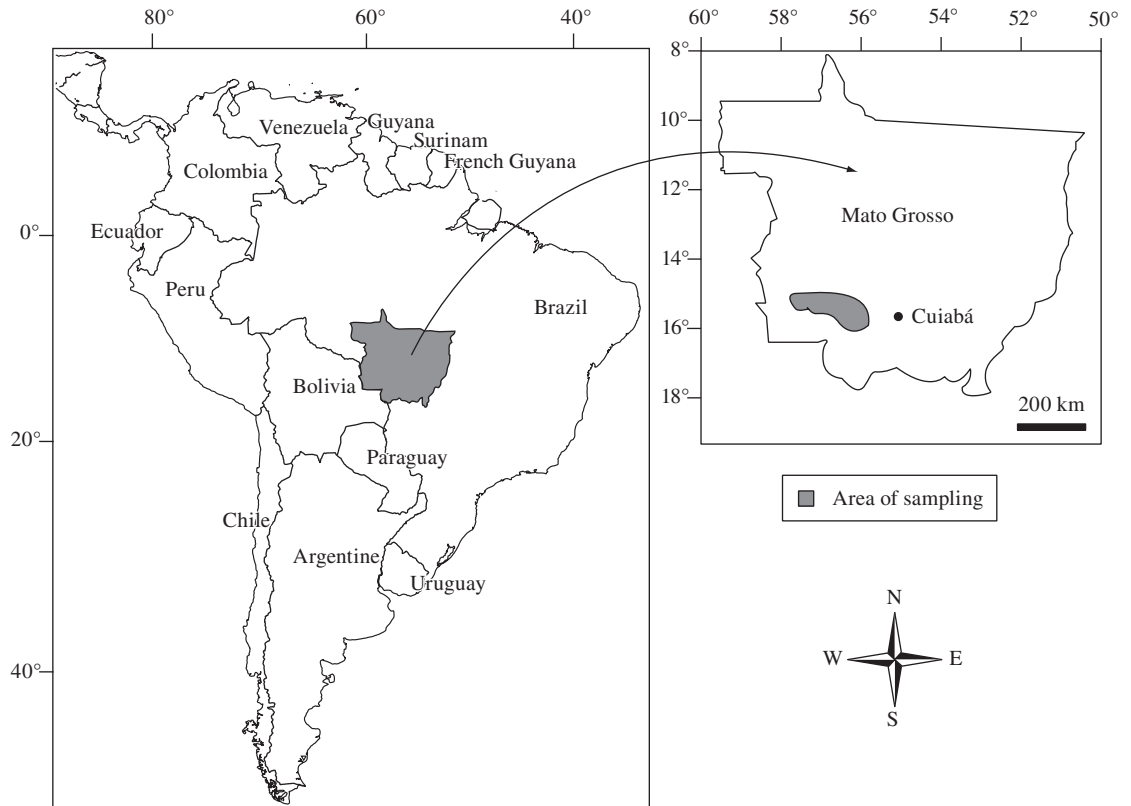 80° 60° 40°
0°
20°
40°
Venezuela
Guyana
Surinam
French Guyana
Colombia
Ecuador
Peru
Brazil
Bolivia
Paraguay
Chile
Argentine
Uruguay
60° 58° 56° 54° 52° 50°
8°
10°
12°
14°
16°
18°
Mato Grosso
Cuiabá
200 km
Area of sampling
N
W E
S